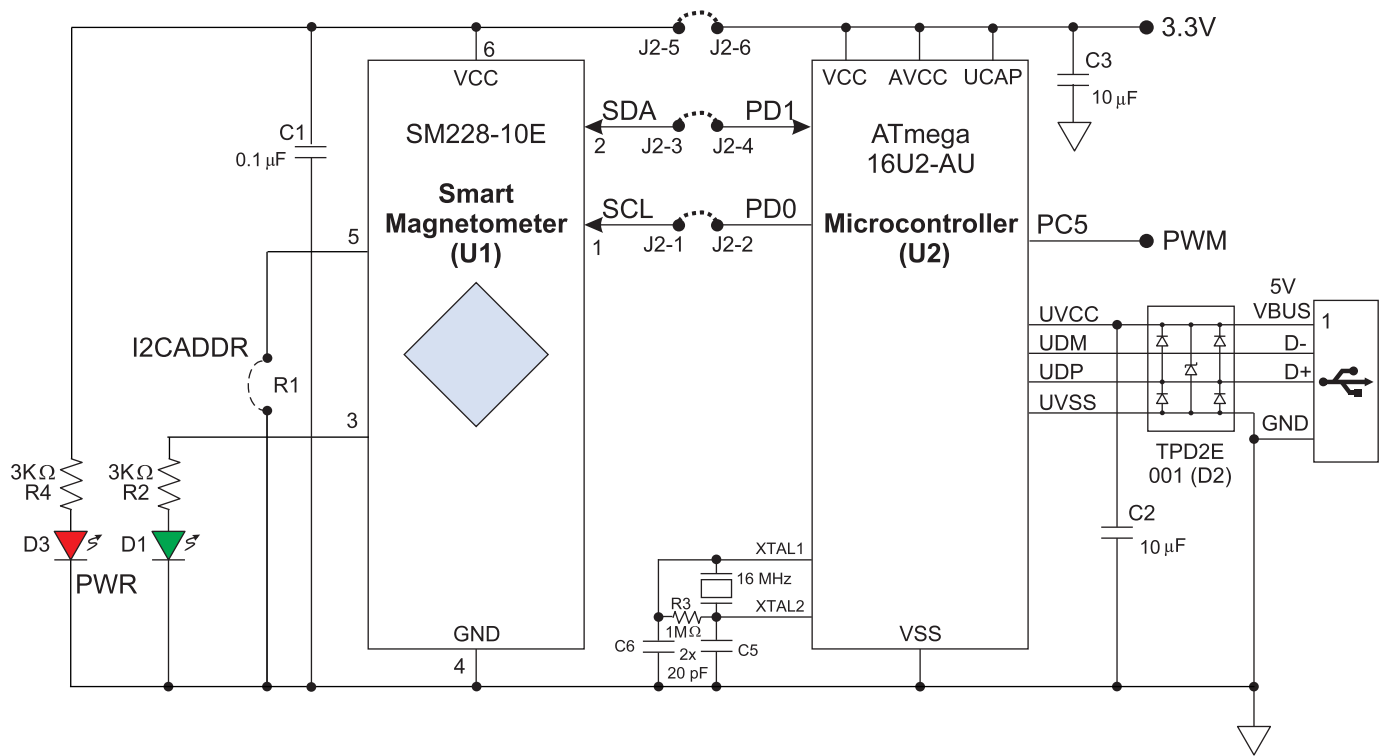 3.3V
J2-5 J2-6
6
VCC
VCC AVCC UCAP
C3
10 µF
SM228-10E
SDA
PD1
2
J2-3 J2-4
ATmega
16U2-AU
C1
0.1 µF
Smart
Magnetometer
(U1)
SCL
PD0
1
J2-1 J2-2
Microcontroller
(U2)
PC5
PWM
5
5V
VBUS
1
UVCC
UDM
D-
UDP
D+
UVSS
GND
I2CADDR
R1
3
TPD2E
001 (D2)
3KΩ
R4
3KΩ
R2
D3
D1
PWR
C2
10 µF
XTAL1
16 MHz
R3
XTAL2
1MΩ
C6
2x
20 pF
C5
GND
4
VSS